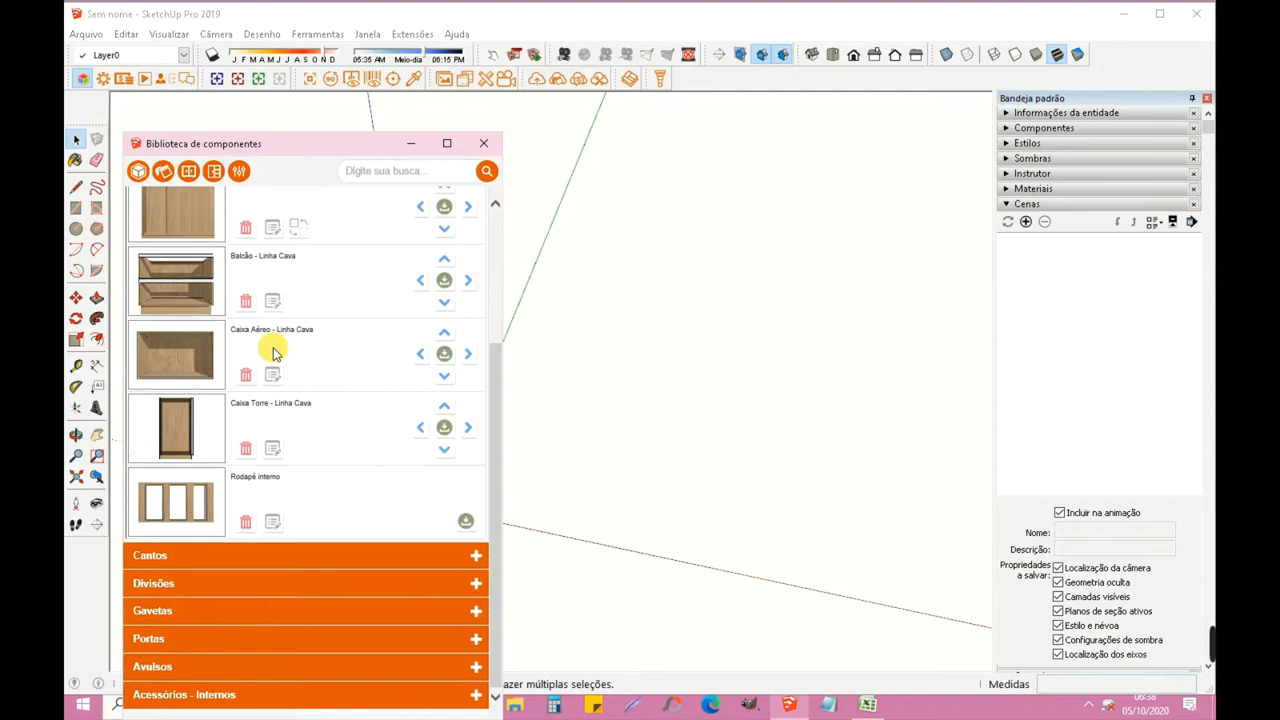 Sem nome - SketchUp Pro 2019
Arquivo Editar Visualizar Câmera Desenho Ferramentas Janela Extensões Ajuda
Layer0
J F M A M J J A S O N D
05:35 AM Meio-dia 06:15 PM
Bandeja padrão
Informações da entidade
Componentes
Estilos
Sombras
Instrutor
Materiais
Cenas
Incluir na animação
Nome:
Descrição:
Propriedades a salvar:
Localização da câmera
Geometria oculta
Camadas visíveis
Planos de seção ativos
Estilo e névoa
Configurações de sombra
Localização dos eixos
Biblioteca de componentes
Digite sua busca...
Balcão - Linha Cava
Caixa Aéreo - Linha Cava
Caixa Torre - Linha Cava
Rodapé interno
Cantos
Divisões
Gavetas
Portas
Avulsos
Acessórios - Internos
azer múltiplas seleções.
Medidas
06:38
05/10/2020